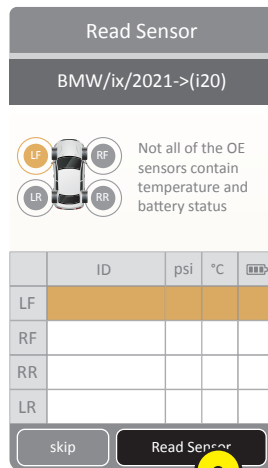 Read Sensor
BMW/ix/2021->(i20)
LF
RF
LR
RR
Not all of the OE
sensors contain
temperature and
battery status
ID psi °C
LF
RF
RR
LR
skip Read Sensor